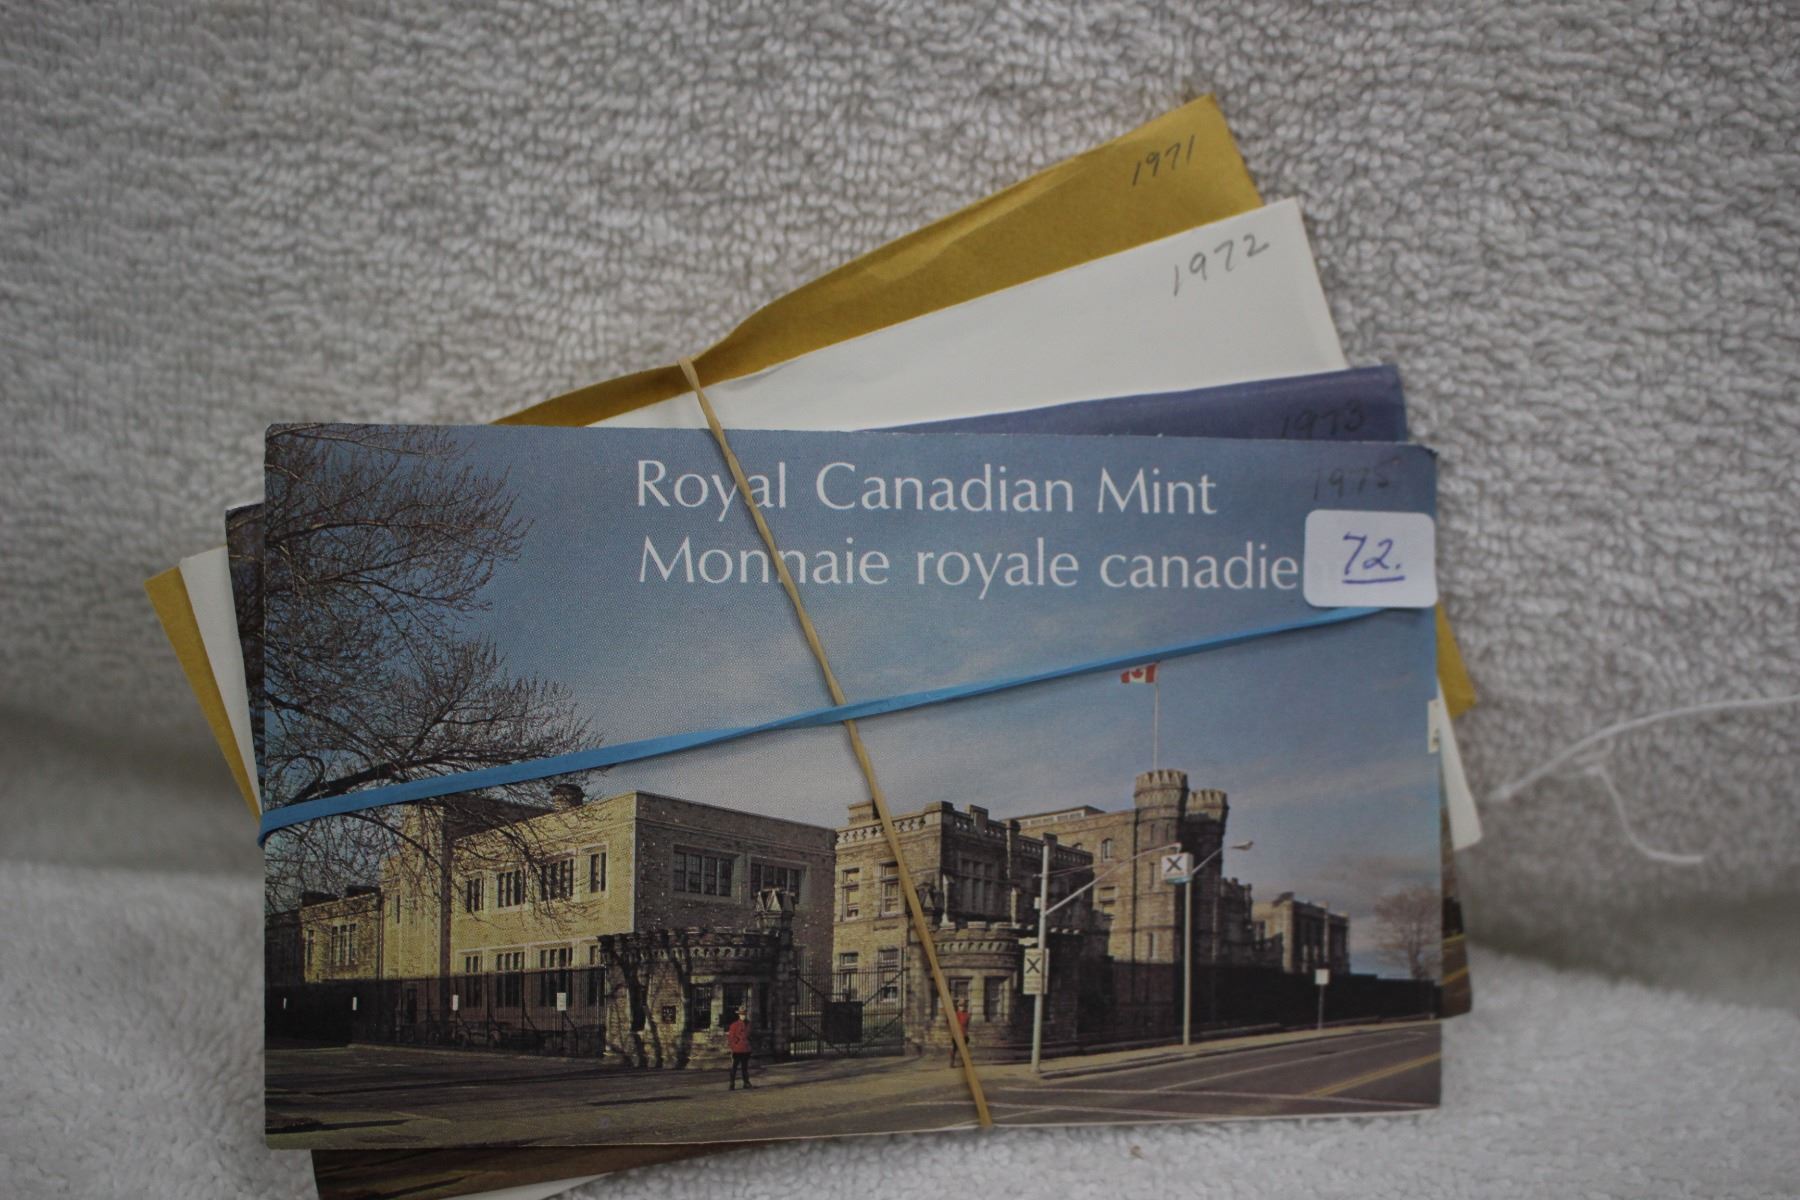 1971
1972
1973
1975
Royal Canadian Mint
Monnaie royale canadie
72.
X
X